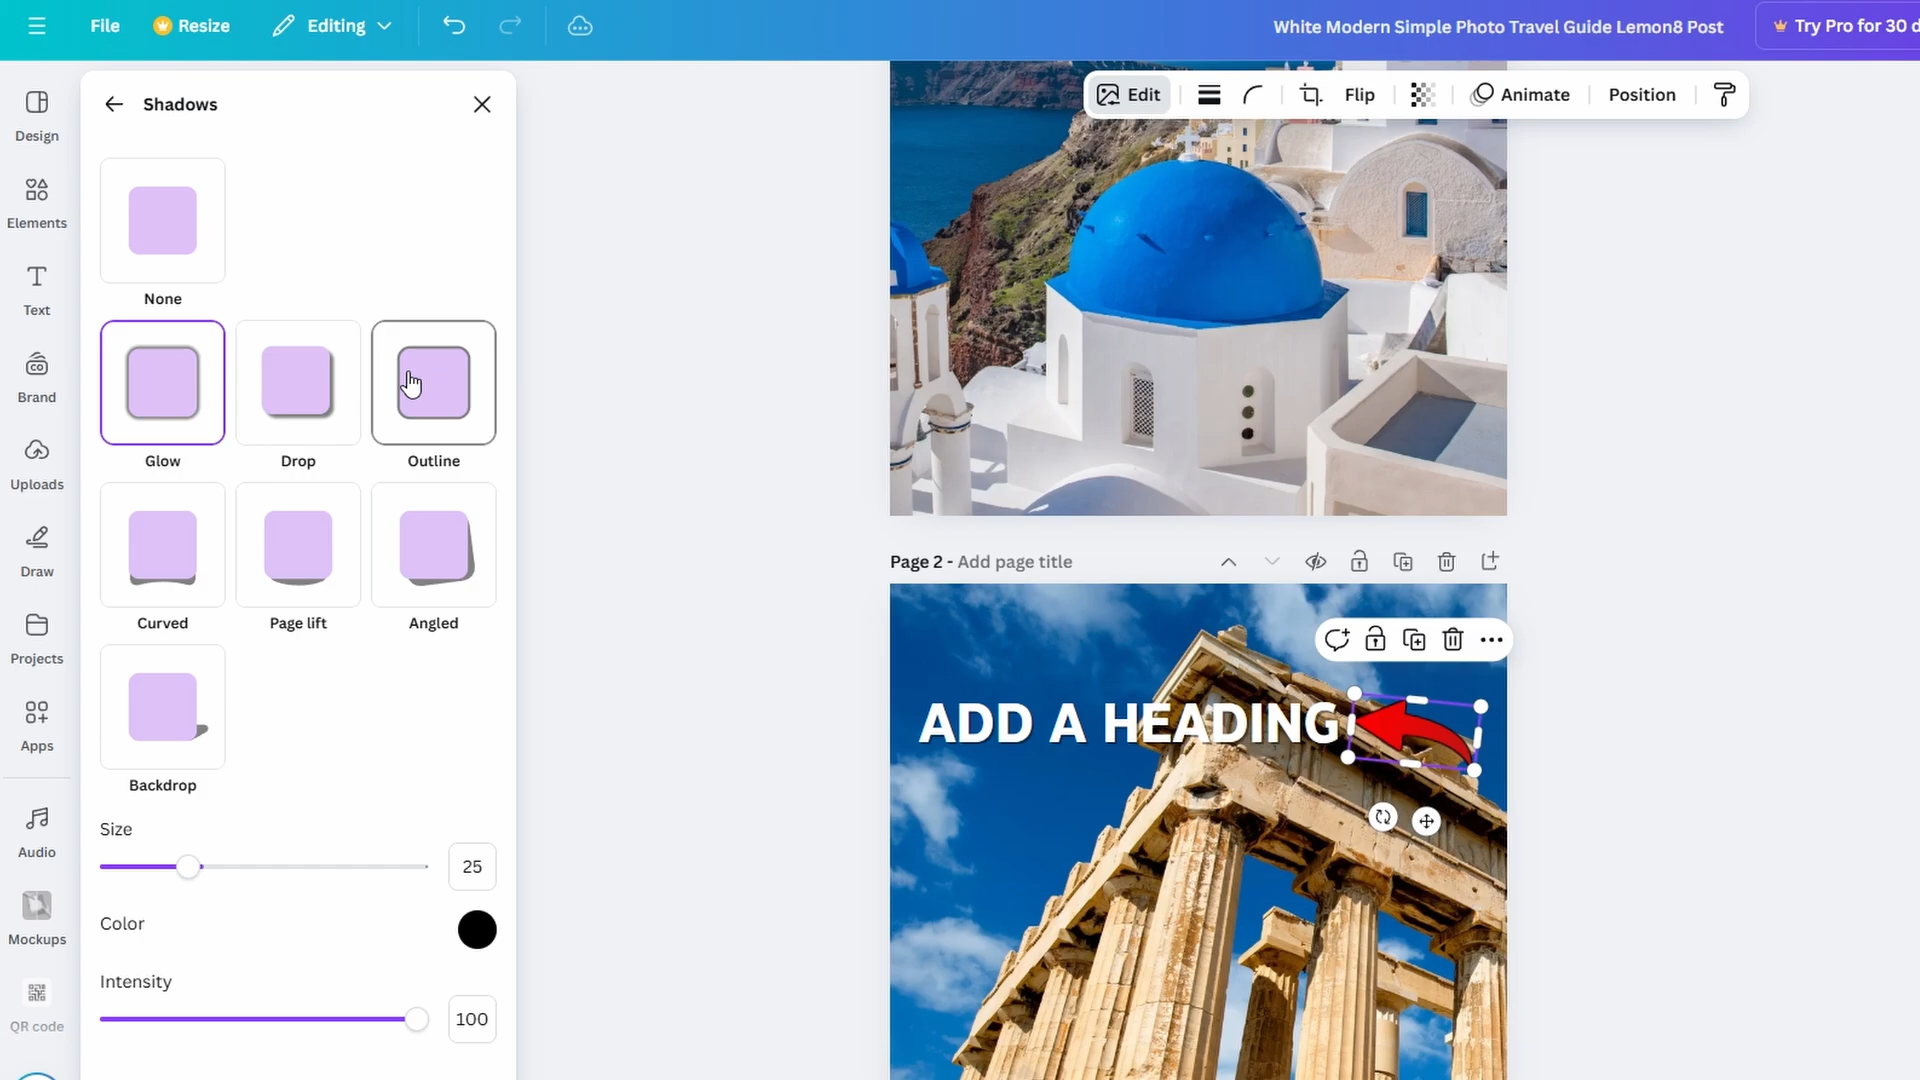 File
Resize
Editing
White Modern Simple Photo Travel Guide Lemon8 Post
Try Pro for 30 d
Design
Elements
Text
Brand
Uploads
Draw
Projects
Apps
Audio
Mockups
QR code
Shadows
None
Glow
Drop
Outline
Curved
Page lift
Angled
Backdrop
Size
25
Color
Intensity
100
Edit
Flip
Animate
Position
Page 2 - Add page title
ADD A HEADING